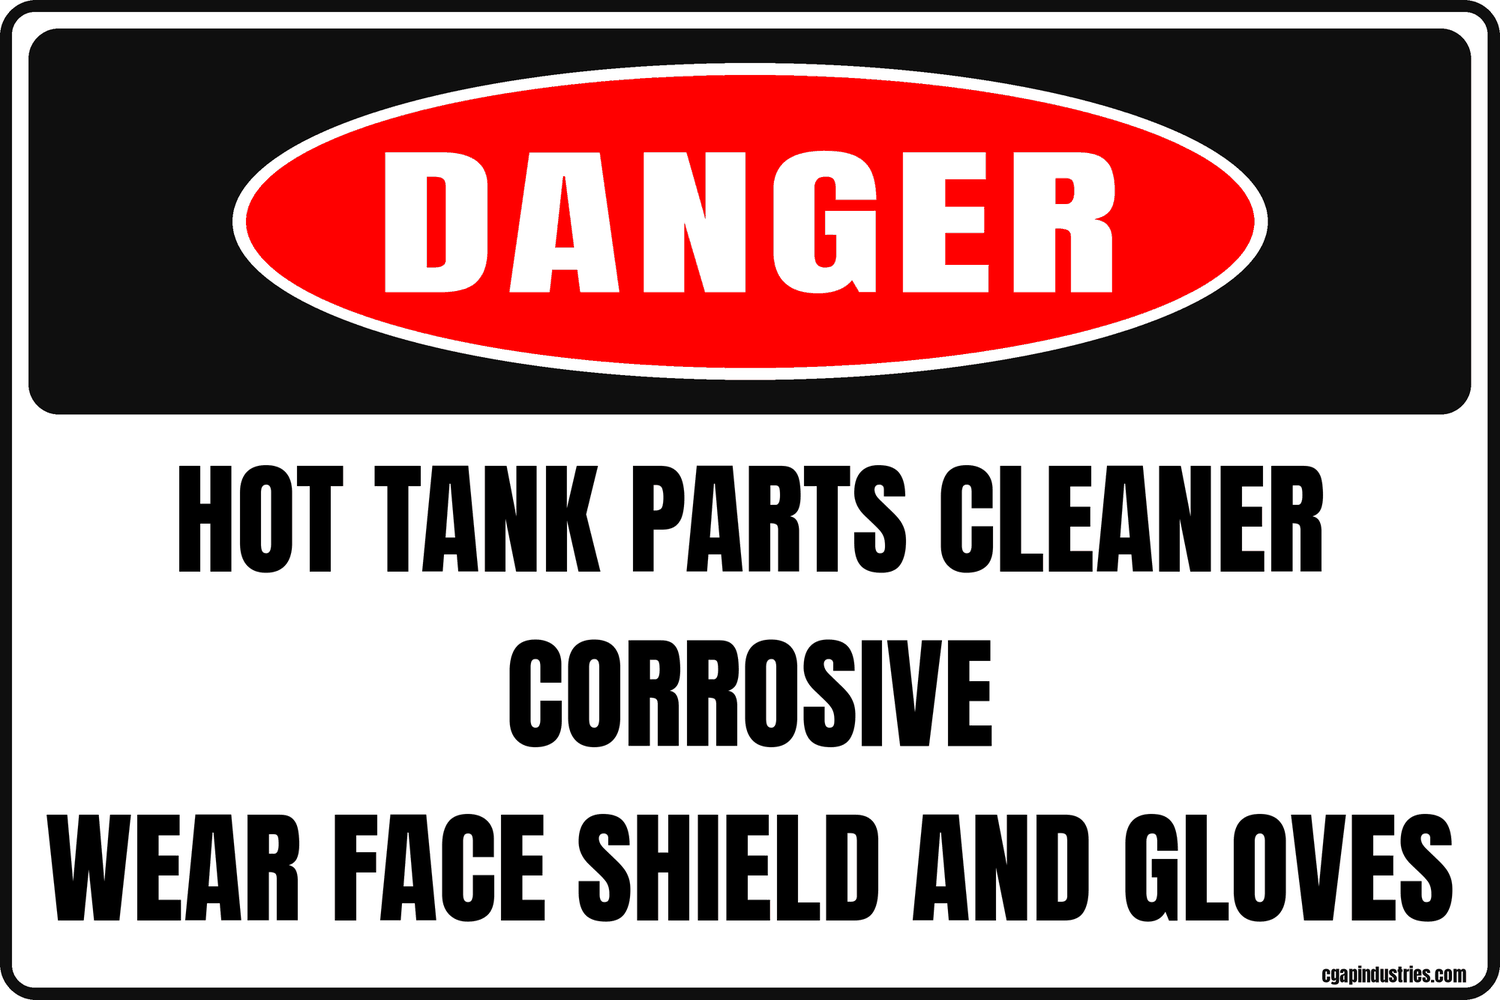 DANGER
HOT TANK PARTS CLEANER
CORROSIVE
WEAR FACE SHIELD AND GLOVES
cgapindustries.com